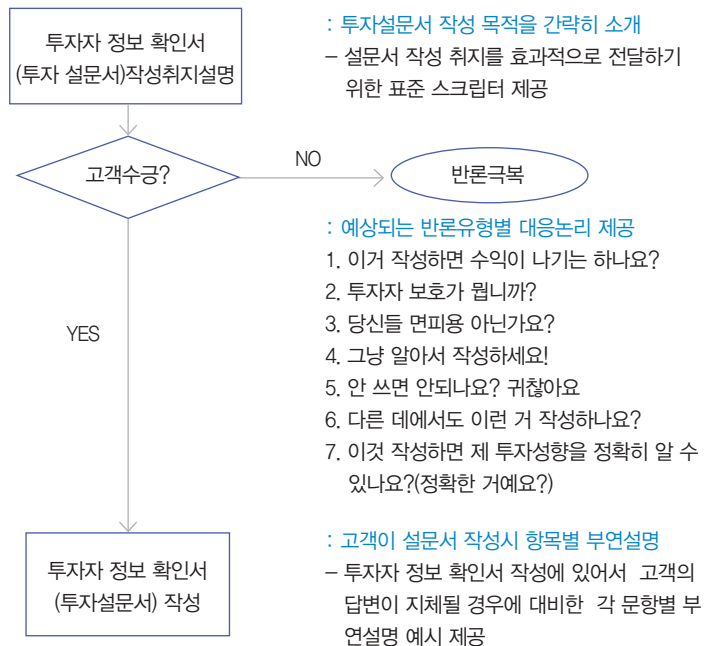 투자자 정보 확인서
(투자 설문서)작성취지설명
: 투자설문서 작성 목적을 간략히 소개
– 설문서 작성 취지를 효과적으로 전달하기
위한 표준 스크립터 제공
고객수긍?
NO
반론극복
: 예상되는 반론유형별 대응논리 제공
1. 이거 작성하면 수익이 나기는 하나요?
2. 투자자 보호가 뭡니까?
3. 당신들 면피용 아닌가요?
4. 그냥 알아서 작성하세요!
5. 안 쓰면 안되나요? 귀찮아요
6. 다른 데에서도 이런 거 작성하나요?
7. 이것 작성하면 제 투자성향을 정확히 알 수
있나요?(정확한 거예요?)
YES
투자자 정보 확인서
(투자설문서) 작성
: 고객이 설문서 작성시 항목별 부연설명
– 투자자 정보 확인서 작성에 있어서 고객의
답변이 지체될 경우에 대비한 각 문항별 부
연설명 예시 제공